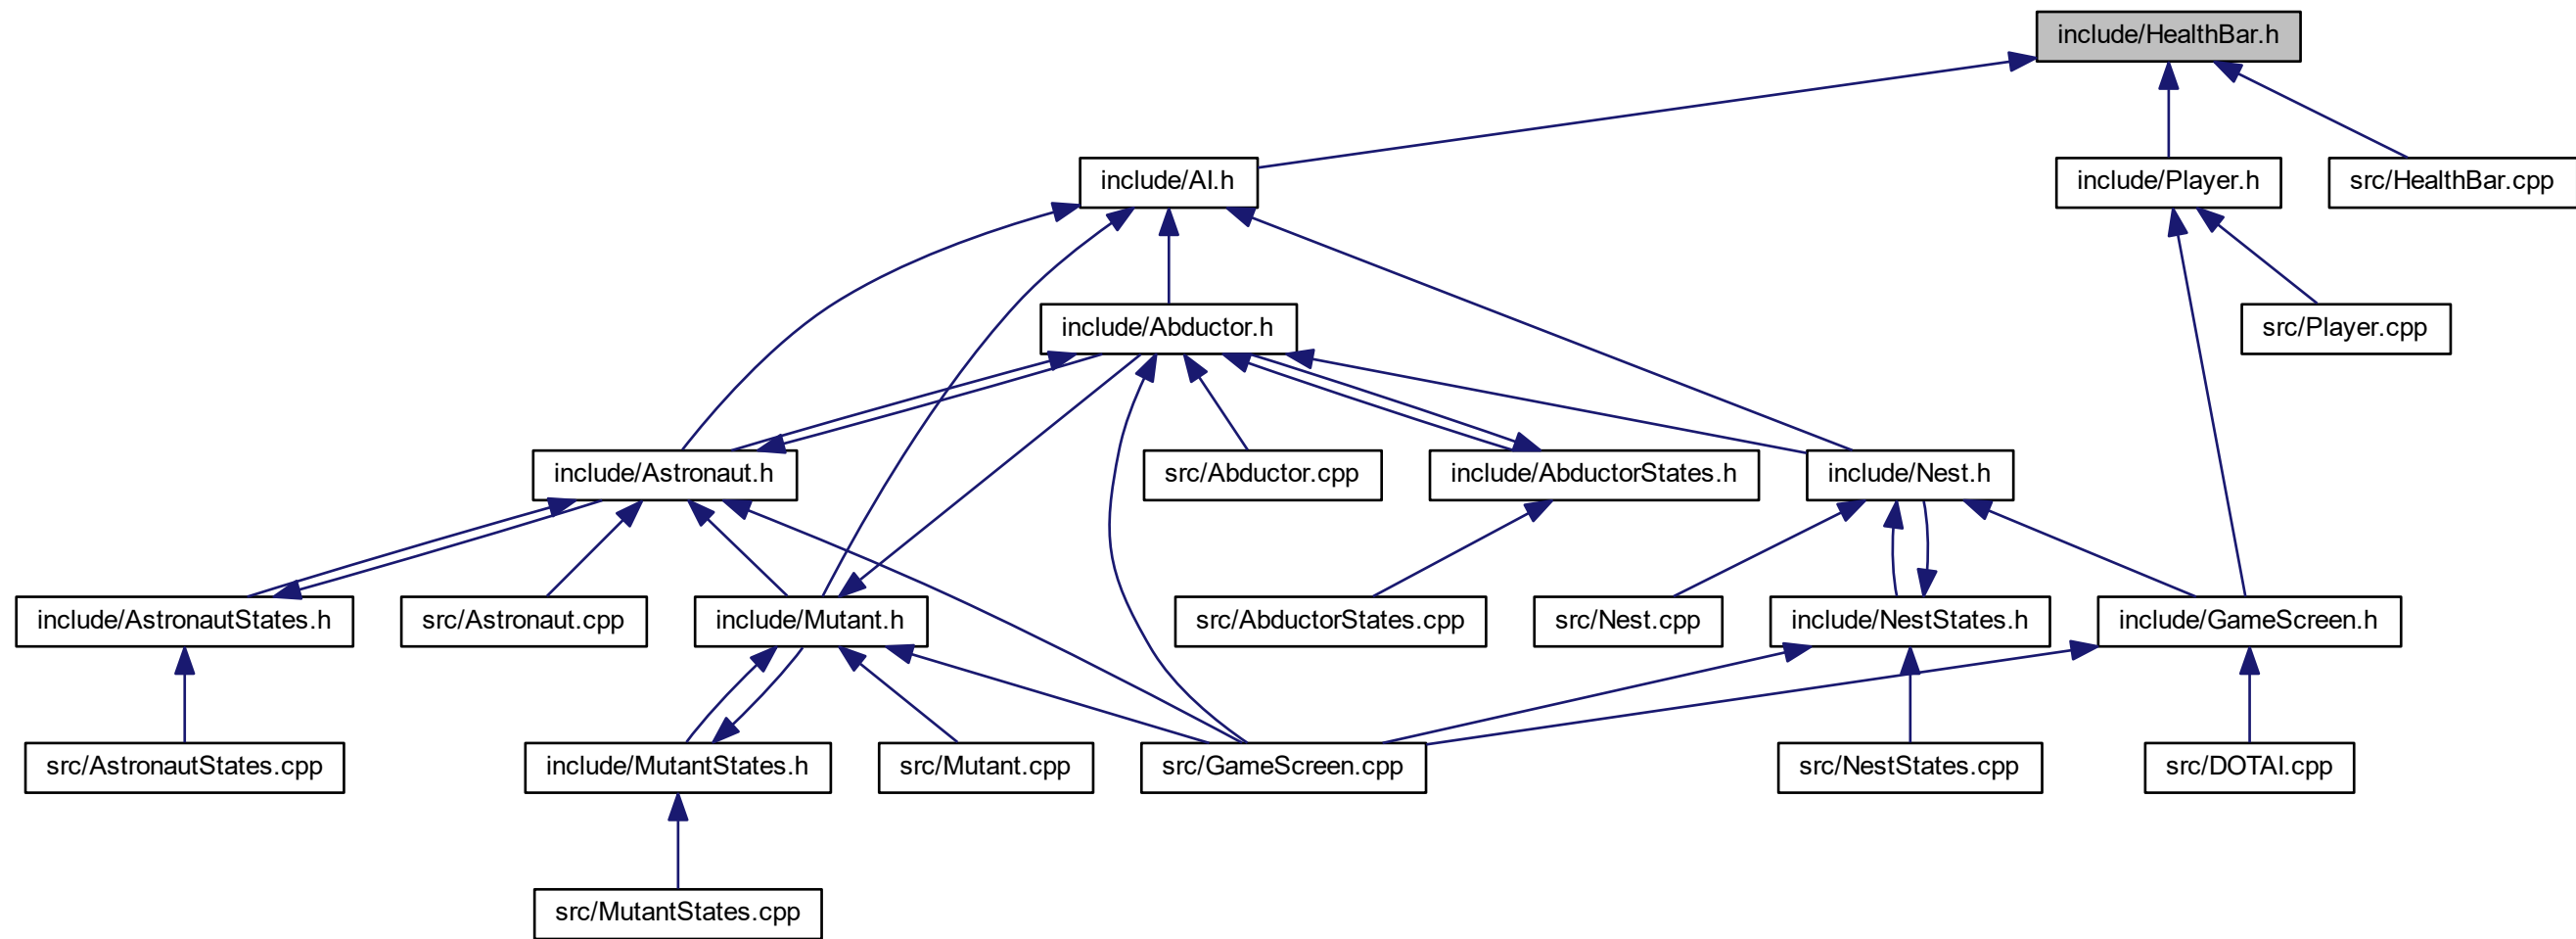 include/HealthBar.h
include/AI.h
include/Player.h
src/HealthBar.cpp
include/Abductor.h
src/Player.cpp
include/Astronaut.h
src/Abductor.cpp
include/AbductorStates.h
include/Nest.h
include/AstronautStates.h
src/Astronaut.cpp
include/Mutant.h
src/AbductorStates.cpp
src/Nest.cpp
include/NestStates.h
include/GameScreen.h
src/AstronautStates.cpp
include/MutantStates.h
src/Mutant.cpp
src/GameScreen.cpp
src/NestStates.cpp
src/DOTAI.cpp
src/MutantStates.cpp